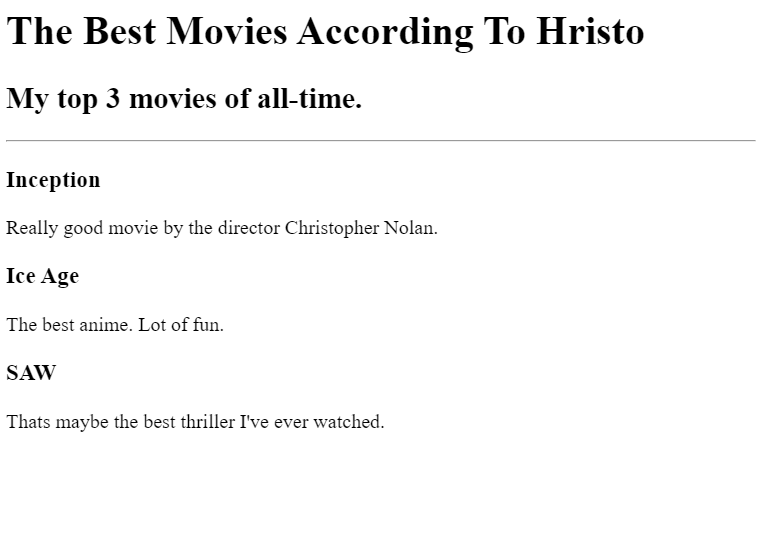 The Best Movies According To Hristo
My top 3 movies of all-time.
Inception
Really good movie by the director Christopher Nolan.
Ice Age
The best anime. Lot of fun.
SAW
Thats maybe the best thriller I've ever watched.